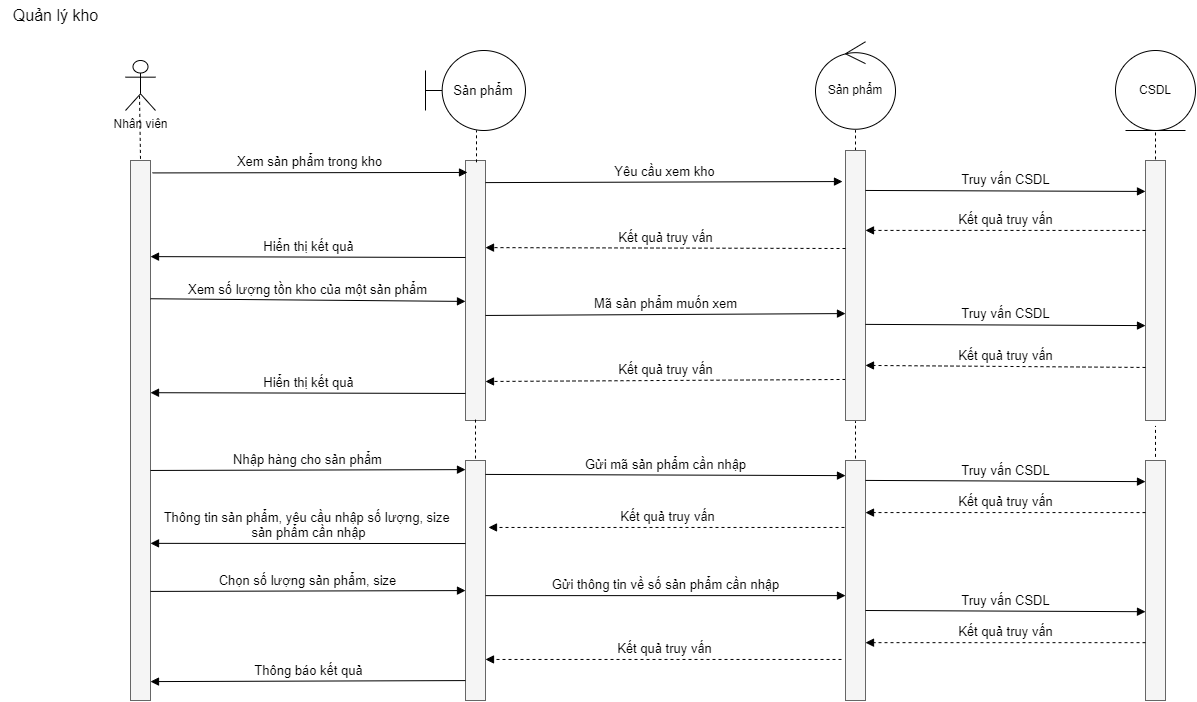 Quản lý kho
Sản phẩm
Sản phẩm
CSDL
Nhân viên
Xem sản phẩm trong kho
Yêu cầu xem kho
Truy vấn CSDL
Kết quả truy vấn
Kết quả truy vấn
Hiển thị kết quả
Xem số lượng tồn kho của một sản phẩm
Mã sản phẩm muốn xem
Truy vấn CSDL
Kết quả truy vấn
Kết quả truy vấn
Hiển thị kết quả
Nhập hàng cho sản phẩm
Gửi mã sản phẩm cần nhập
Truy vấn CSDL
Kết quả truy vấn
Kết quả truy vấn
Thông tin sản phẩm, yêu cầu nhập số lượng, size
sản phẩm cần nhập
Chọn số lượng sản phẩm, size
Gửi thông tin về số sản phẩm cần nhập
Truy vấn CSDL
Kết quả truy vấn
Kết quả truy vấn
Thông báo kết quả